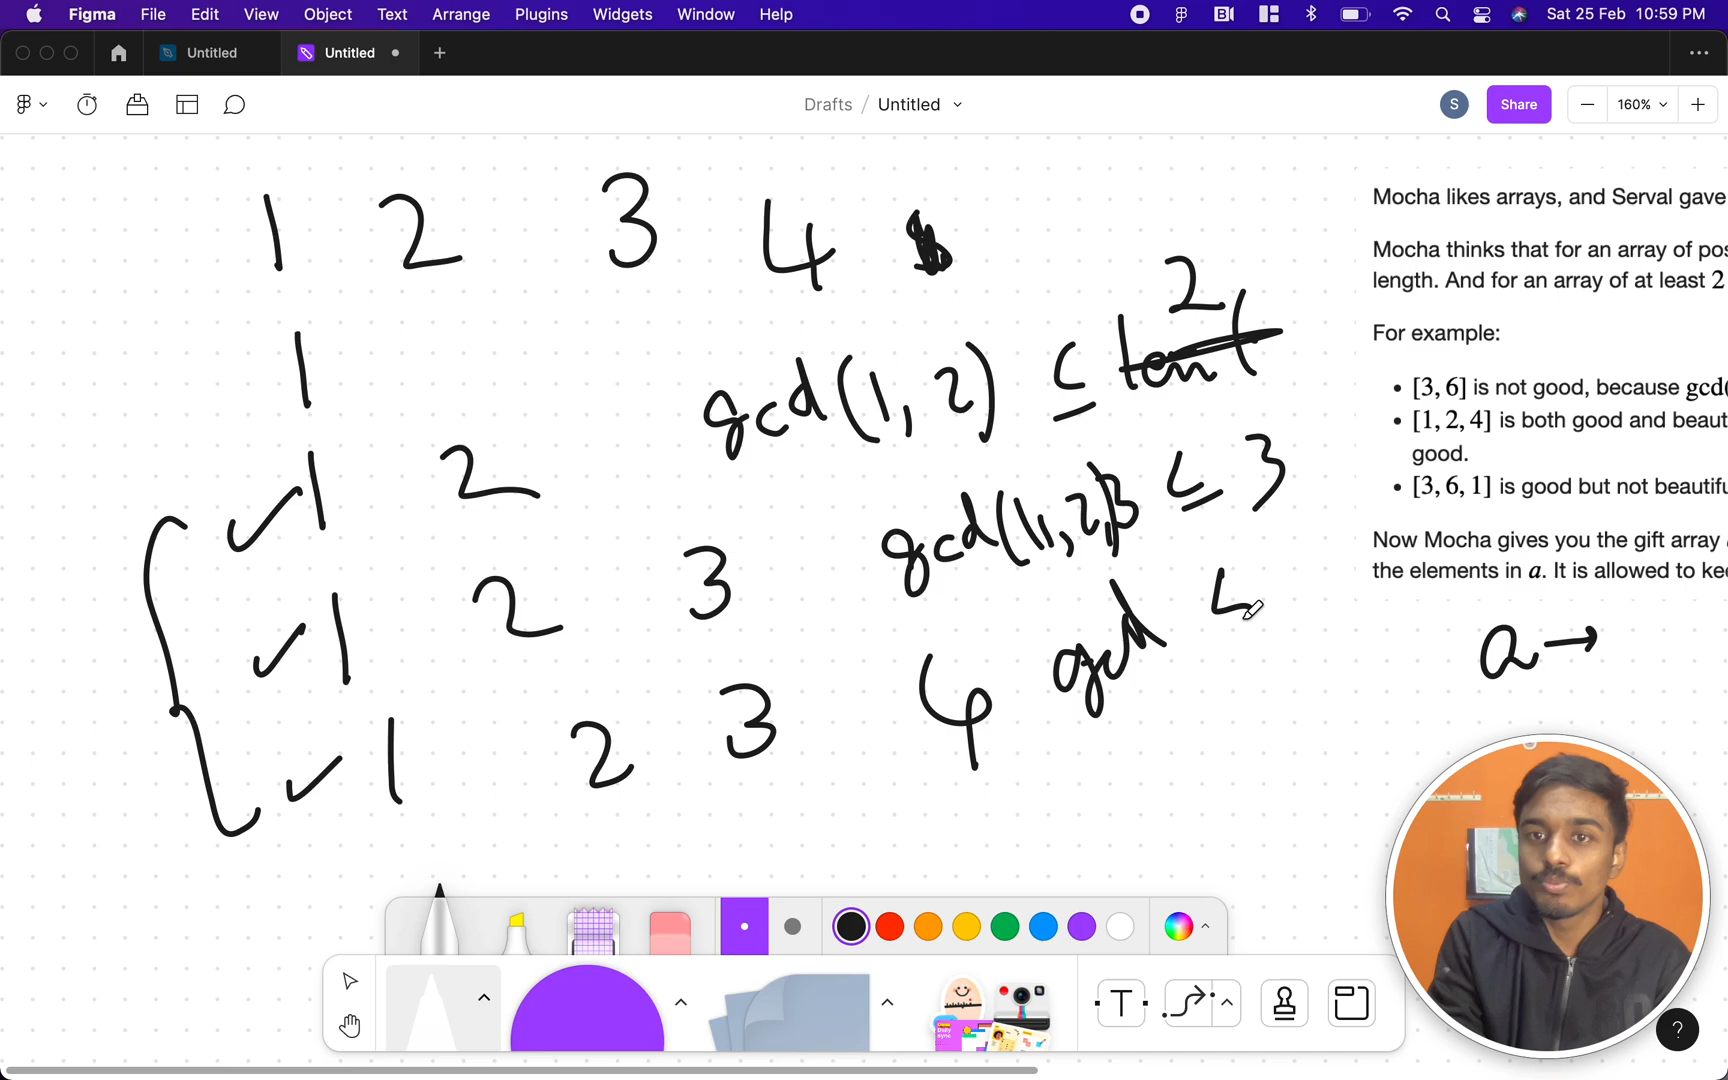 Figma File Edit View Object Text Arrange Plugins Widgets Window Help Sat 25 Feb 10:59 PM
Untitled Untitled
Drafts / Untitled S Share 160%
1 2 3 4
Mocha likes arrays, and Serval gave
Mocha thinks that for an array of pos
length. And for an array of at least 2
For example:
[3, 6] is not good, because gcd(
[1, 2, 4] is both good and beaut
good.
[3, 6, 1] is good but not beautifu
Now Mocha gives you the gift array
the elements in a. It is allowed to kee
a →
1
gcd(1, 2) ≤ 2
1 2
gcd(1, 2, 3 ≤ 3
1 2 3
gcd
1 2 3 4
T
?